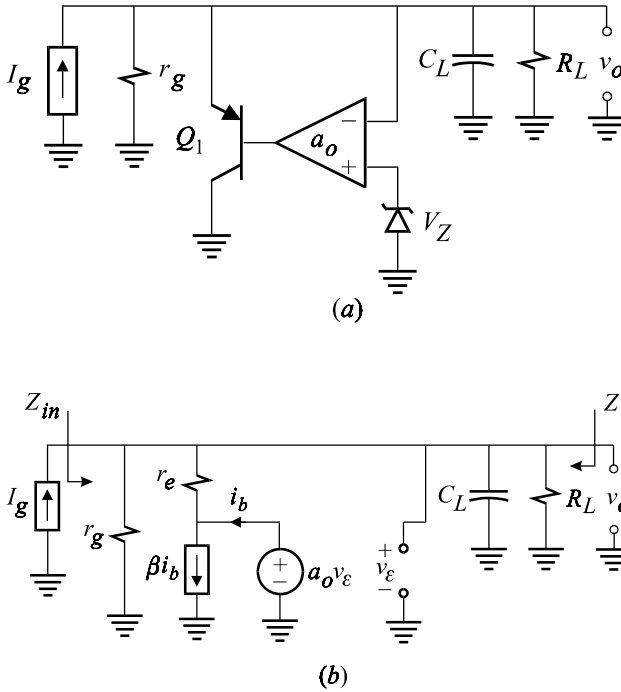 I_g
r_g
Q_1
a_o
−
+
V_Z
C_L
R_L
v_o
(a)
Z_in
Z
I_g
r_g
r_e
i_b
βi_b
+
−
a_o v_ε
+
v_ε
−
C_L
R_L
(b)